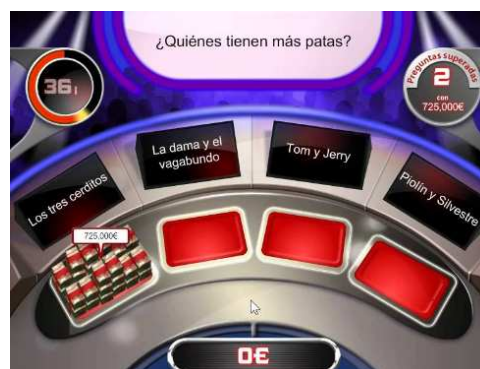 ¿Quiénes tienen más patas?
36
Preguntas superadas
2
con
725,000€
Los tres cerditos
La dama y el
vagabundo
Tom y Jerry
Piolín y Silvestre
725,000€
0€